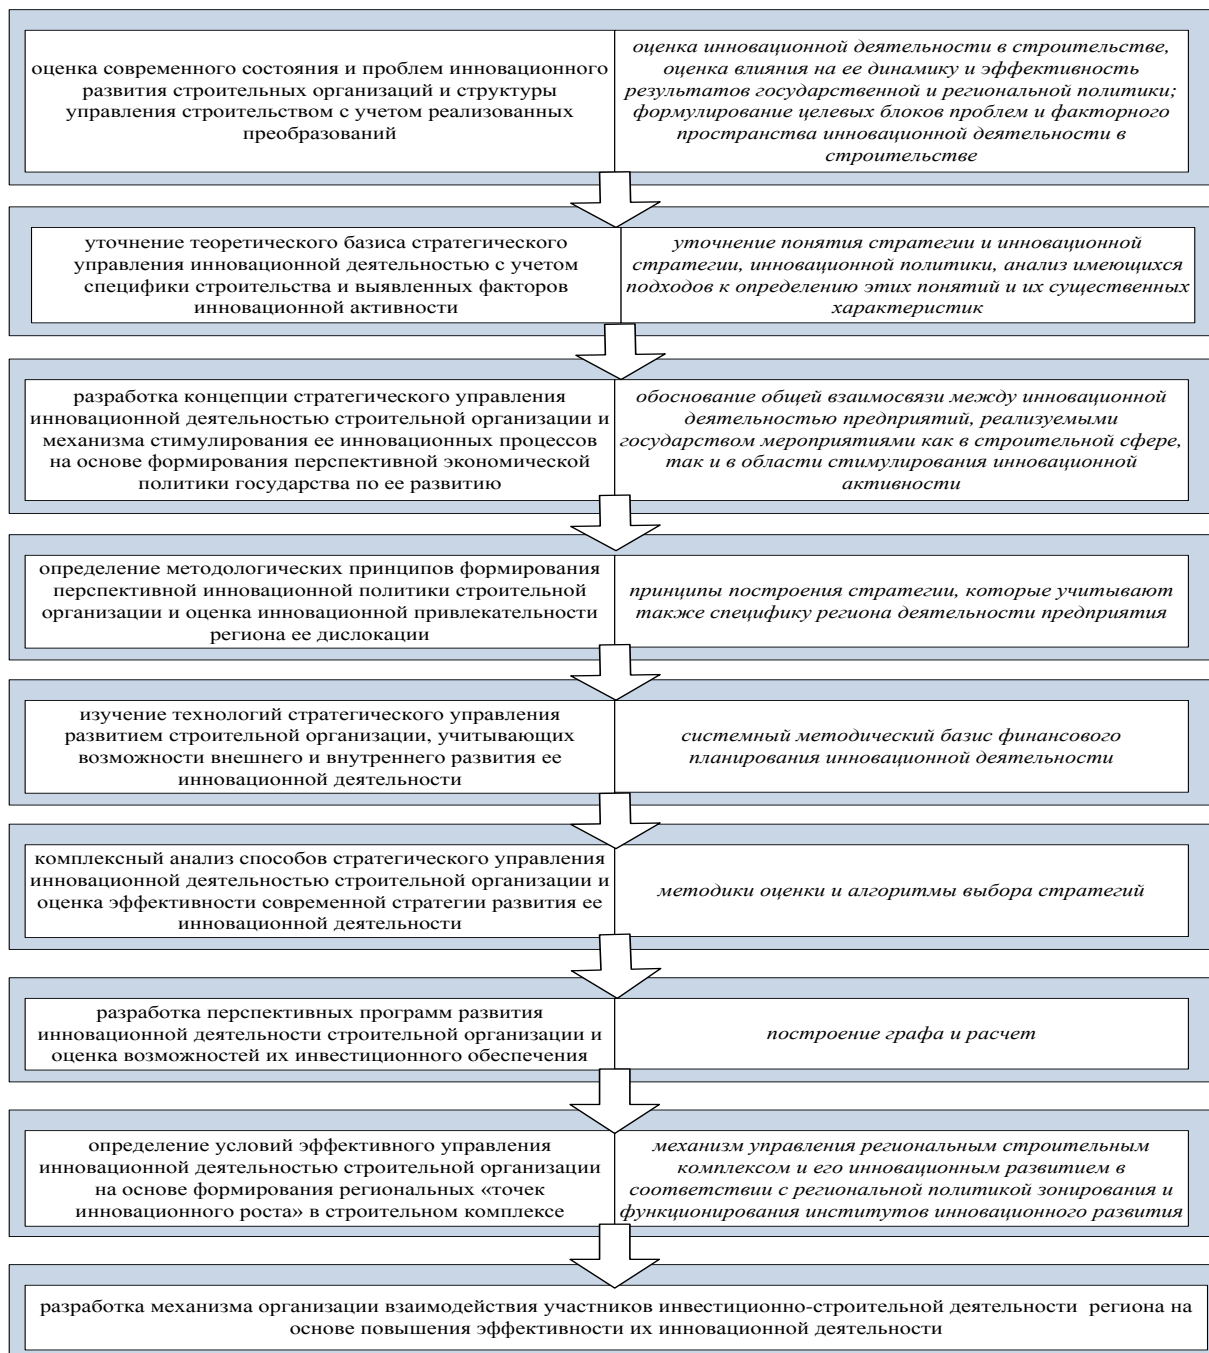 оценка современного состояния и проблем инновационного
развития строительных организаций и структуры
управления строительством с учетом реализованных
преобразований
оценка инновационной деятельности в строительстве,
оценка влияния на ее динамику и эффективность
результатов государственной и региональной политики;
формулирование целевых блоков проблем и факторного
пространства инновационной деятельности в
строительстве
уточнение теоретического базиса стратегического
управления инновационной деятельностью с учетом
специфики строительства и выявленных факторов
инновационной активности
уточнение понятия стратегии и инновационной
стратегии, инновационной политики, анализ имеющихся
подходов к определению этих понятий и их существенных
характеристик
разработка концепции стратегического управления
инновационной деятельностью строительной организации и
механизма стимулирования ее инновационных процессов
на основе формирования перспективной экономической
политики государства по ее развитию
обоснование общей взаимосвязи между инновационной
деятельностью предприятий, реализуемыми
государством мероприятиями как в строительной сфере,
так и в области стимулирования инновационной
активности
определение методологических принципов формирования
перспективной инновационной политики строительной
организации и оценка инновационной привлекательности
региона ее дислокации
принципы построения стратегии, которые учитывают
также специфику региона деятельности предприятия
изучение технологий стратегического управления
развитием строительной организации, учитывающих
возможности внешнего и внутреннего развития ее
инновационной деятельности
системный методический базис финансового
планирования инновационной деятельности
комплексный анализ способов стратегического управления
инновационной деятельностью строительной организации и
оценка эффективности современной стратегии развития ее
инновационной деятельности
методики оценки и алгоритмы выбора стратегий
разработка перспективных программ развития
инновационной деятельности строительной организации и
оценка возможностей их инвестиционного обеспечения
построение графа и расчет
определение условий эффективного управления
инновационной деятельностью строительной организации
на основе формирования региональных «точек
инновационного роста» в строительном комплексе
механизм управления региональным строительным
комплексом и его инновационным развитием в
соответствии с региональной политикой зонирования и
функционирования институтов инновационного развития
разработка механизма организации взаимодействия участников инвестиционно-строительной деятельности региона на
основе повышения эффективности их инновационной деятельности